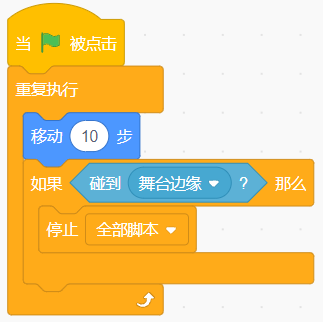 当 被点击
重复执行
移动 10 步
如果 碰到 舞台边缘 ? 那么
停止 全部脚本